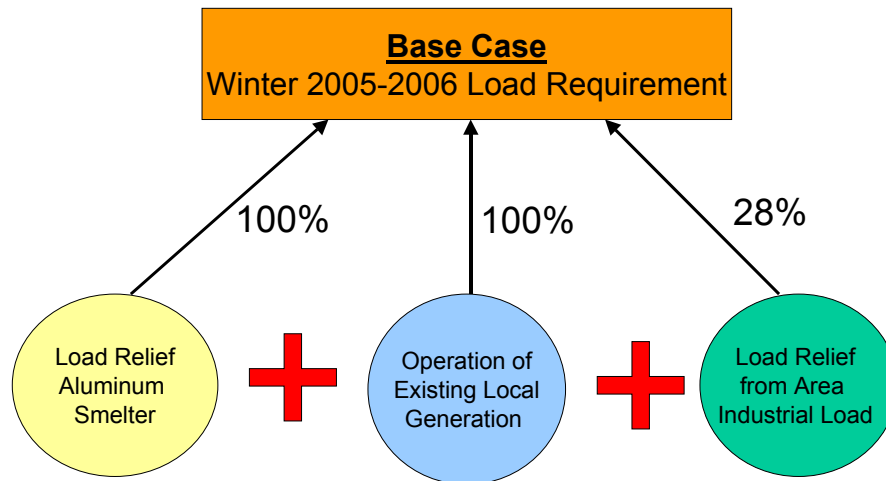 Base Case
Winter 2005-2006 Load Requirement
100%
100%
28%
Load Relief
Aluminum
Smelter
Operation of
Existing Local
Generation
Load Relief
from Area
Industrial Load